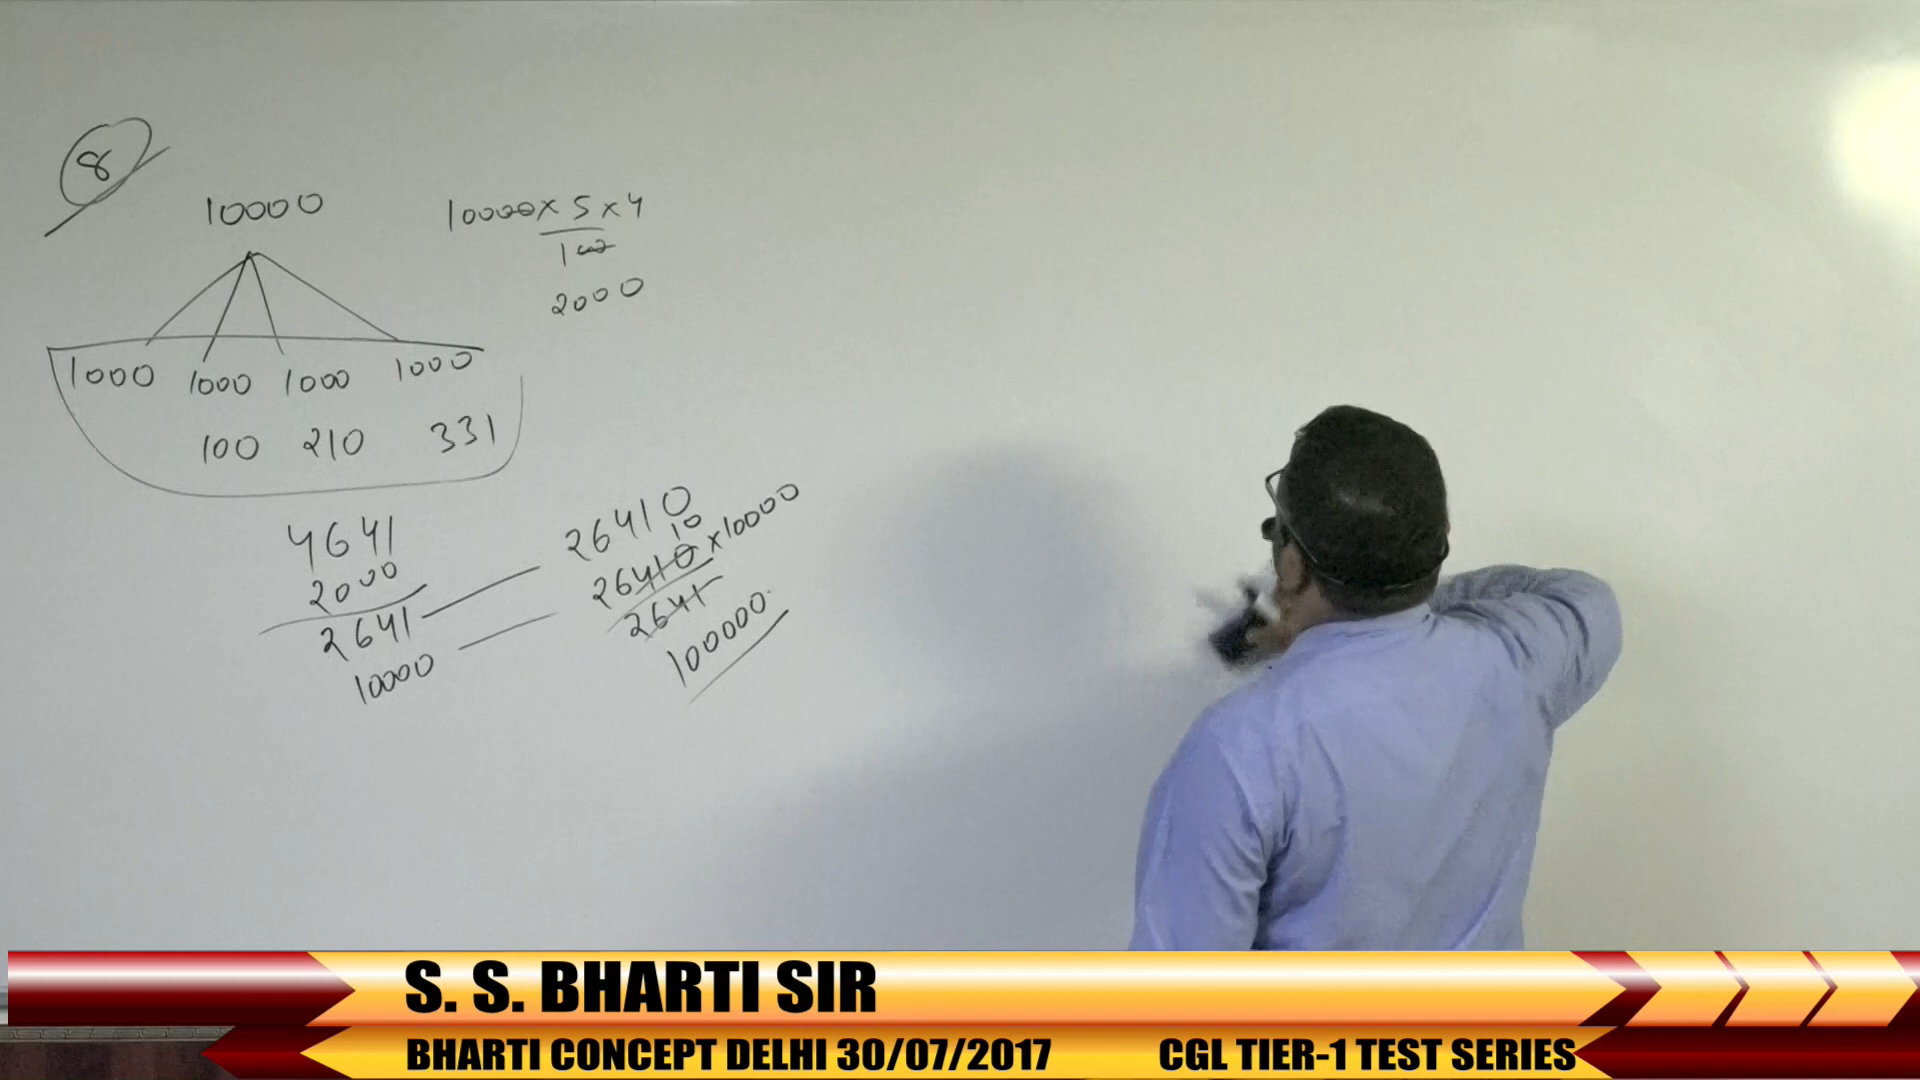 8
10000
10000 x 5 x 4
100
2000
1000 1000 1000 1000
100 210 331
4641
2000
2641
10000
26410
10
26410 x 10000
2641
100000
S. S. BHARTI SIR
BHARTI CONCEPT DELHI 30/07/2017 CGL TIER-1 TEST SERIES